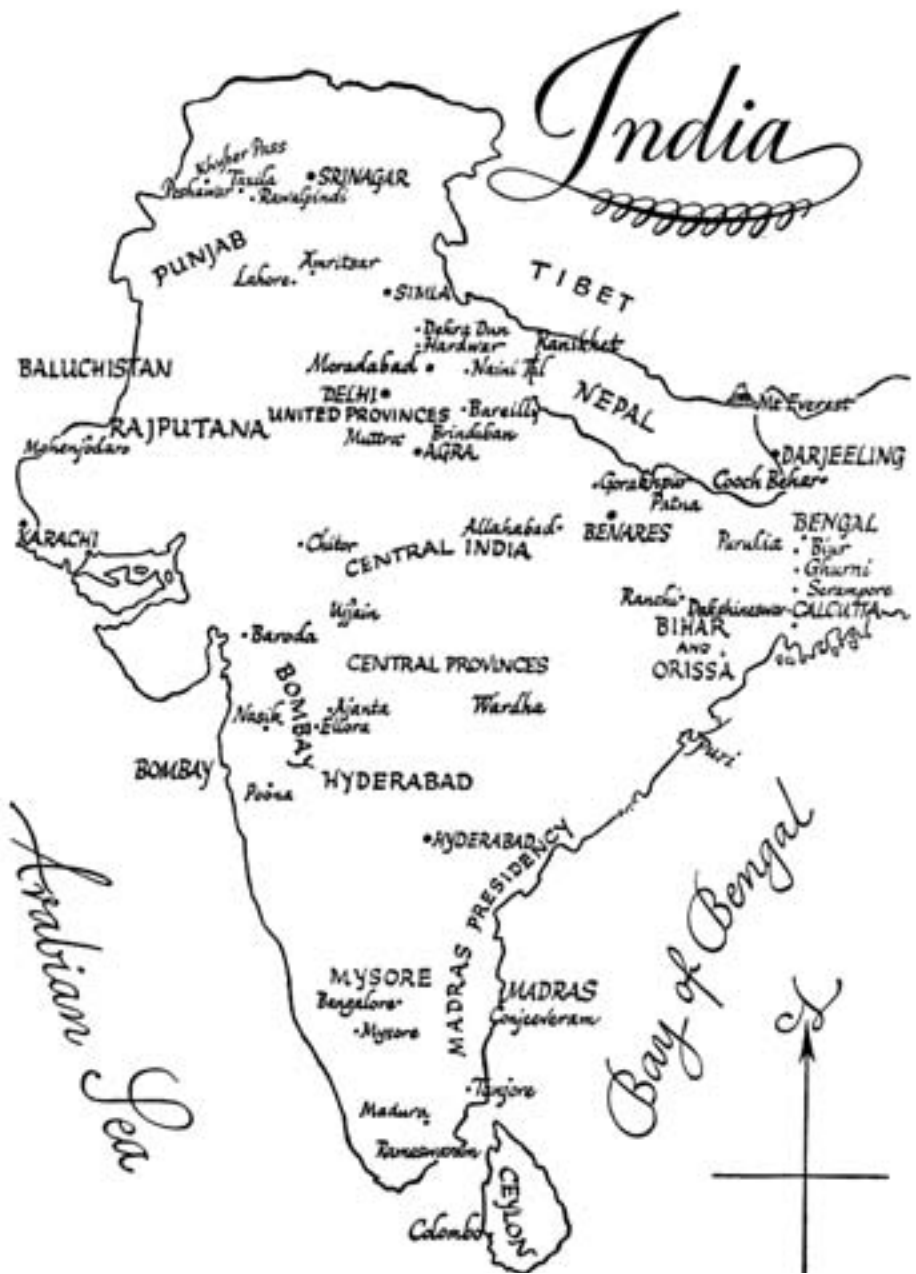 India
Khyber Pass
Peshawar
Taxila
SRINAGAR
Rawalpindi
PUNJAB
Amritsar
Lahore
SIMLA
TIBET
Dehra Dun
Hardwar
Ranikhet
BALUCHISTAN
Moradabad
Naini Tal
DELHI
NEPAL
Mt Everest
UNITED PROVINCES
Bareilly
RAJPUTANA
Muttra
Brindaban
Mohenjodaro
AGRA
DARJEELING
Gorakhpur
Cooch Behar
Patna
KARACHI
Chitor
CENTRAL INDIA
Allahabad
BENARES
BENGAL
Purulia
Bijur
Ghurni
Serampore
Ranchi
Dakshineswar
CALCUTTA
Ujjain
Baroda
BIHAR
AND
ORISSA
CENTRAL PROVINCES
BOMBAY
Nasik
Ajanta
Ellora
Wardha
Puri
BOMBAY
Poona
HYDERABAD
HYDERABAD
MADRAS PRESIDENCY
Arabian Sea
Bay of Bengal
MYSORE
MADRAS
Bangalore
Conjeeveram
Mysore
Tanjore
Madura
Rameswaram
CEYLON
Colombo